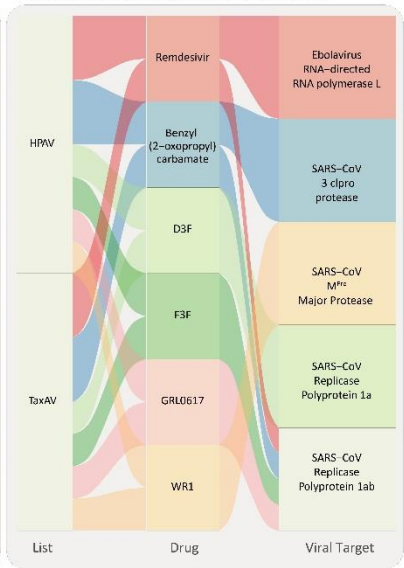 HPAV
TaxAV
List
Remdesivir
Benzyl
(2-oxopropyl)
carbamate
D3F
F3F
GRL0617
WR1
Drug
Ebolavirus
RNA-directed
RNA polymerase L
SARS-CoV
3 clpro
protease
SARS-CoV
Mᴾʳᵒ
Major Protease
SARS-CoV
Replicase
Polyprotein 1a
SARS-CoV
Replicase
Polyprotein 1ab
Viral Target